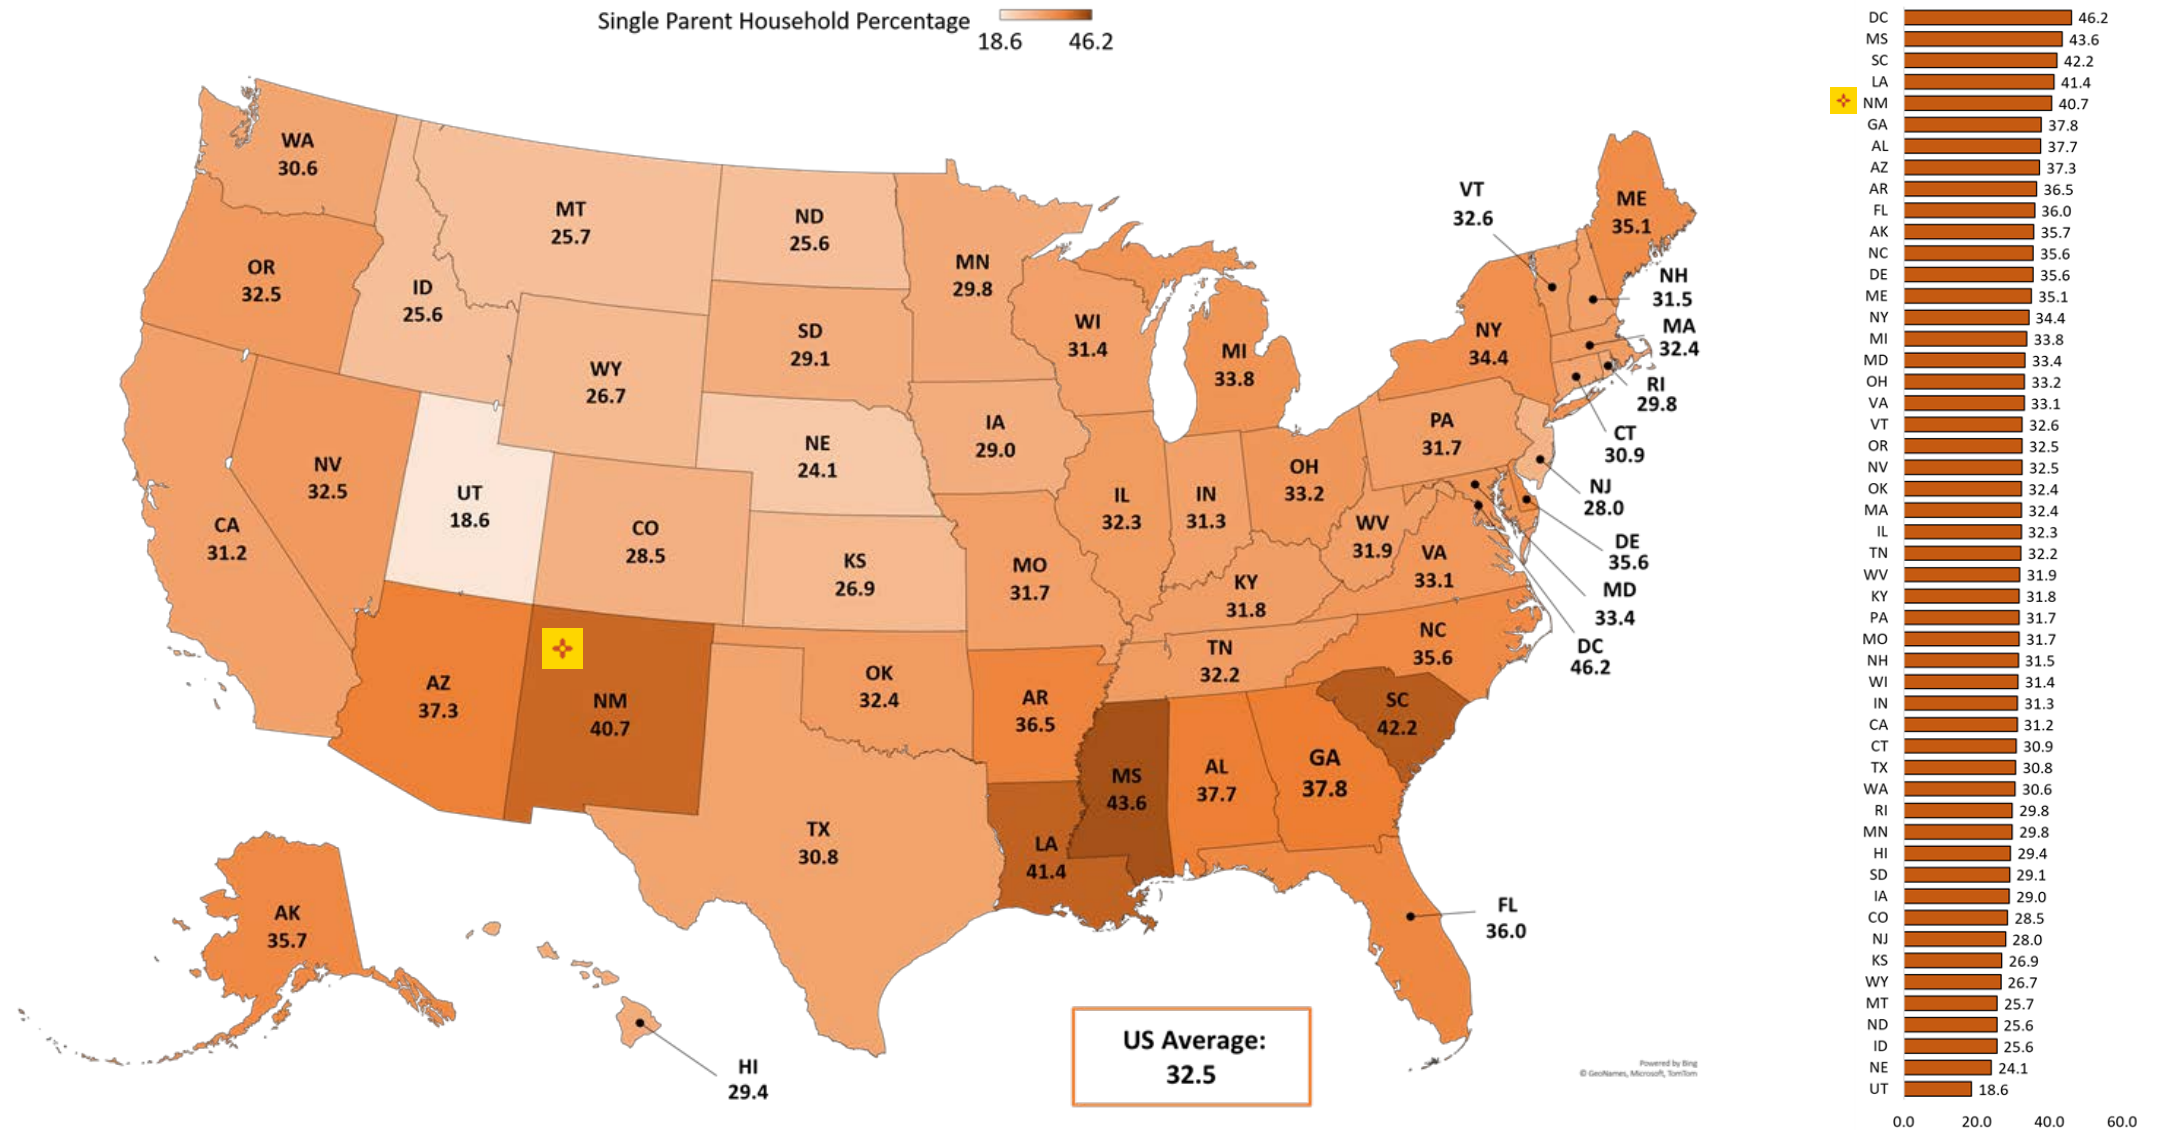 Single Parent Household Percentage
18.6 46.2
WA
30.6
MT
25.7
ND
25.6
MN
29.8
VT
32.6
ME
35.1
OR
32.5
ID
25.6
SD
29.1
WI
31.4
MI
33.8
NY
34.4
NH
31.5
MA
32.4
RI
29.8
CT
30.9
WY
26.7
NE
24.1
IA
29.0
PA
31.7
NJ
28.0
NV
32.5
UT
18.6
CO
28.5
KS
26.9
CA
31.2
IL
32.3
IN
31.3
OH
33.2
WV
31.9
VA
33.1
DE
35.6
MD
33.4
DC
46.2
MO
31.7
KY
31.8
NC
35.6
TN
32.2
AZ
37.3
NM
40.7
OK
32.4
AR
36.5
SC
42.2
MS
43.6
AL
37.7
GA
37.8
TX
30.8
LA
41.4
AK
35.7
FL
36.0
HI
29.4
US Average:
32.5
Powered by Bing
© GeoNames, Microsoft, TomTom
DC 46.2
MS 43.6
SC 42.2
LA 41.4
NM 40.7
GA 37.8
AL 37.7
AZ 37.3
AR 36.5
FL 36.0
AK 35.7
NC 35.6
DE 35.6
ME 35.1
NY 34.4
MI 33.8
MD 33.4
OH 33.2
VA 33.1
VT 32.6
OR 32.5
NV 32.5
OK 32.4
MA 32.4
IL 32.3
TN 32.2
WV 31.9
KY 31.8
PA 31.7
MO 31.7
NH 31.5
WI 31.4
IN 31.3
CA 31.2
CT 30.9
TX 30.8
WA 30.6
RI 29.8
MN 29.8
HI 29.4
SD 29.1
IA 29.0
CO 28.5
NJ 28.0
KS 26.9
WY 26.7
MT 25.7
ND 25.6
ID 25.6
NE 24.1
UT 18.6
0.0 20.0 40.0 60.0